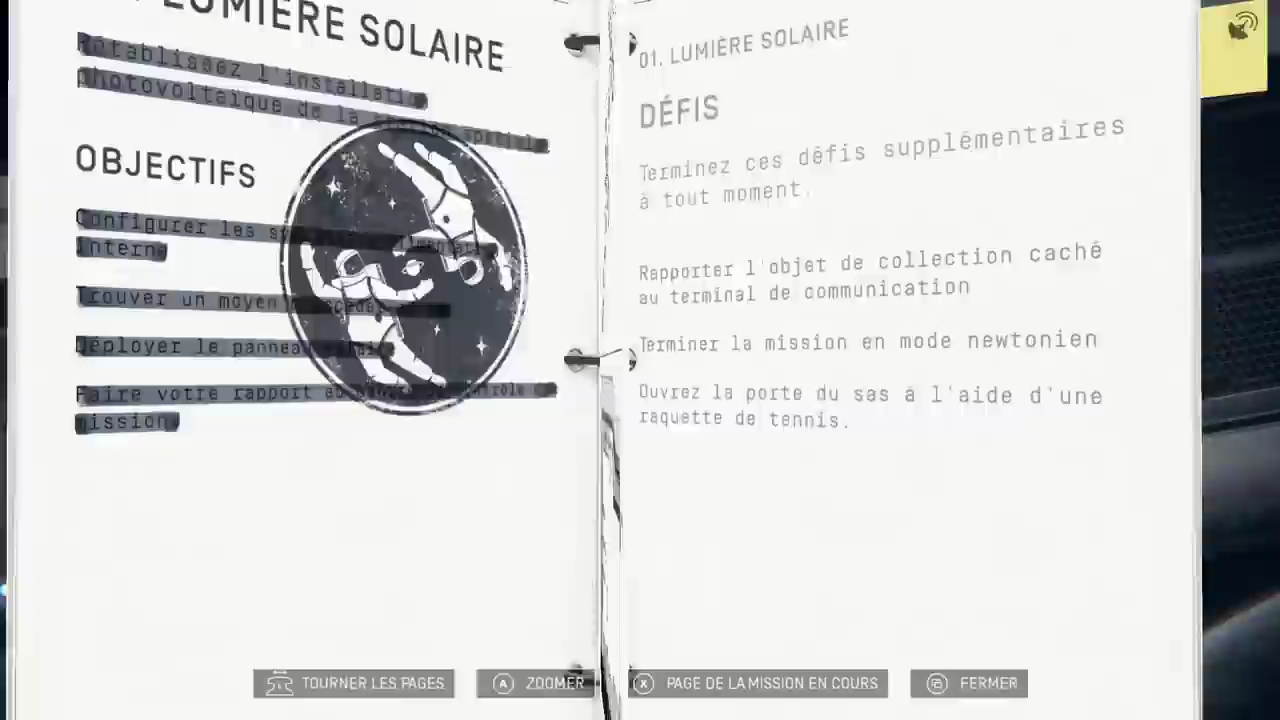 LUMIÈRE SOLAIRE
Rétablissez l'installatio
photovoltaïque de la spatiale
OBJECTIFS
Configurer les
interne
Trouver un moyen
Déployer le panneau
Faire votre rapport au
mission
01. LUMIÈRE SOLAIRE
DÉFIS
Terminez ces défis supplémentaires
à tout moment.
Rapporter l'objet de collection caché
au terminal de communication
Terminer la mission en mode newtonien
Ouvrez la porte du sas à l'aide d'une
raquette de tennis.
TOURNER LES PAGES
A ZOOMER
X PAGE DE LA MISSION EN COURS
FERMER